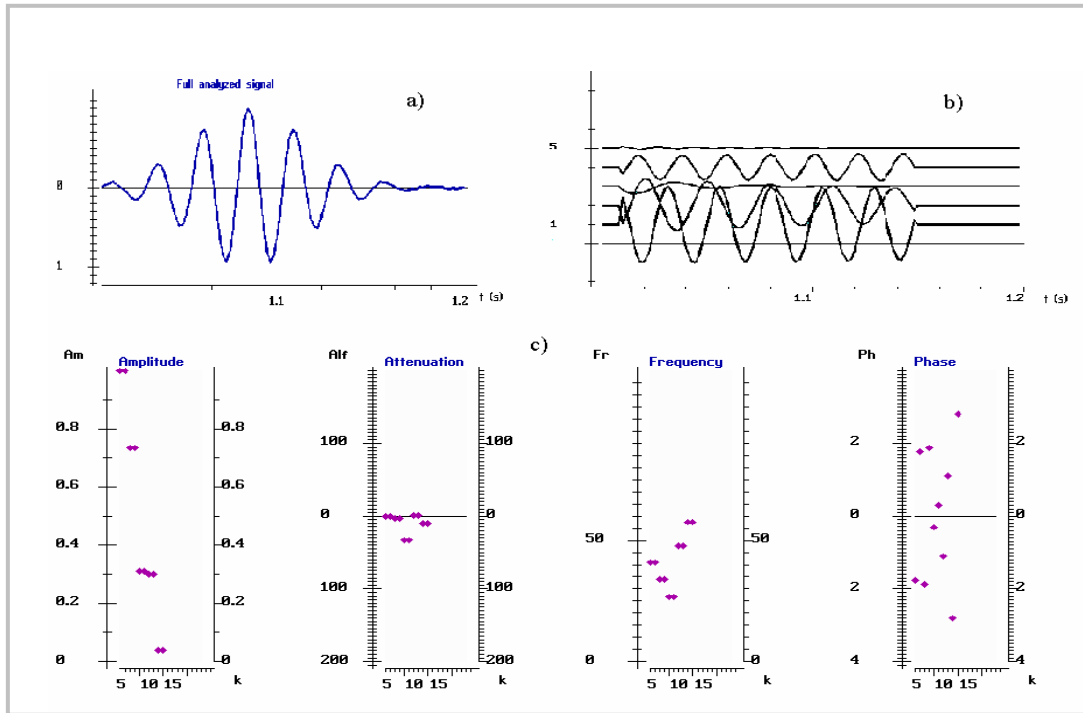 Full analyzed signal
a)
0
1
1.1
1.2
t (s)
b)
5
1
1.1
1.2
t (s)
c)
Am
Amplitude
0.8 0.8
0.6 0.6
0.4 0.4
0.2 0.2
0 0
5 10 15 k
Alf
Attenuation
100 100
0 0
100 100
200 200
5 10 15 k
Fr
Frequency
50 50
0 0
5 10 15 k
Ph
Phase
2 2
0 0
2 2
4 4
5 10 15 k